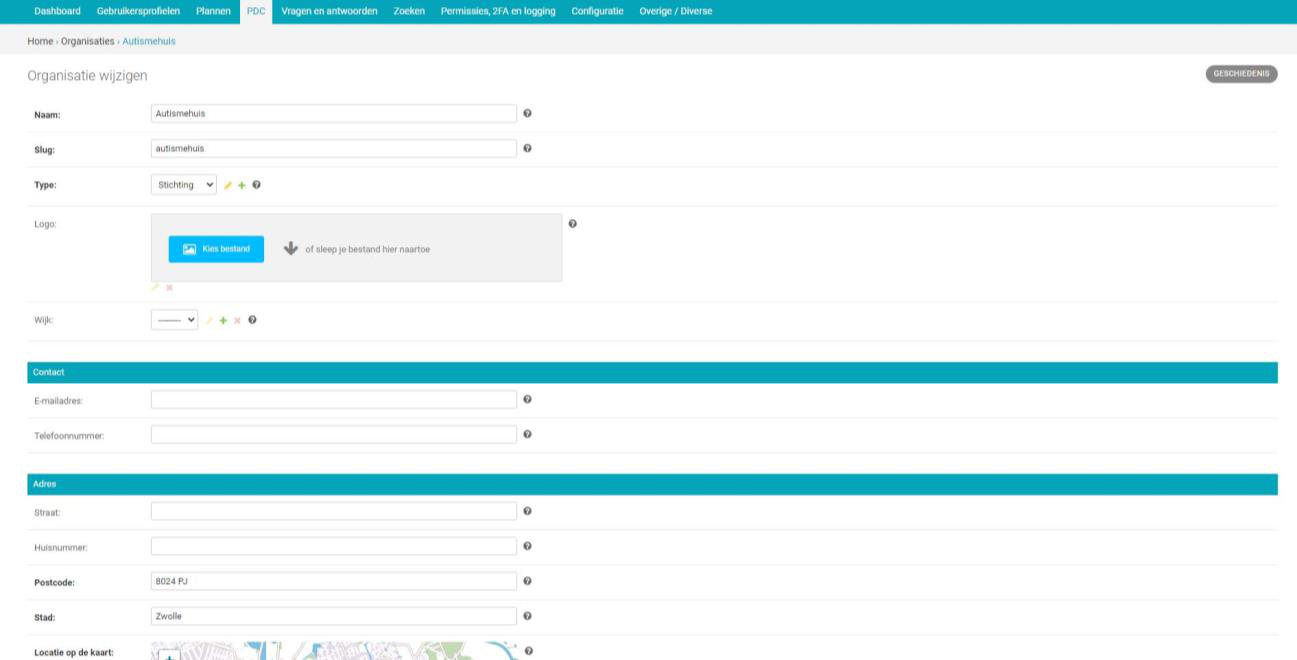 Dashboard Gebruikersprofielen Plannen PDC Vragen en antwoorden Zoeken Permissies, 2FA en logging Configuratie Overige / Diverse
Home › Organisaties › Autismehuis
Organisatie wijzigen GESCHIEDENIS
Naam: Autismehuis
Slug: autismehuis
Type: Stichting
Logo:
Kies bestand of sleep je bestand hier naartoe
Wijk: --------
Contact
E-mailadres:
Telefoonnummer:
Adres
Straat:
Huisnummer:
Postcode: 8024 PJ
Stad: Zwolle
Locatie op de kaart: